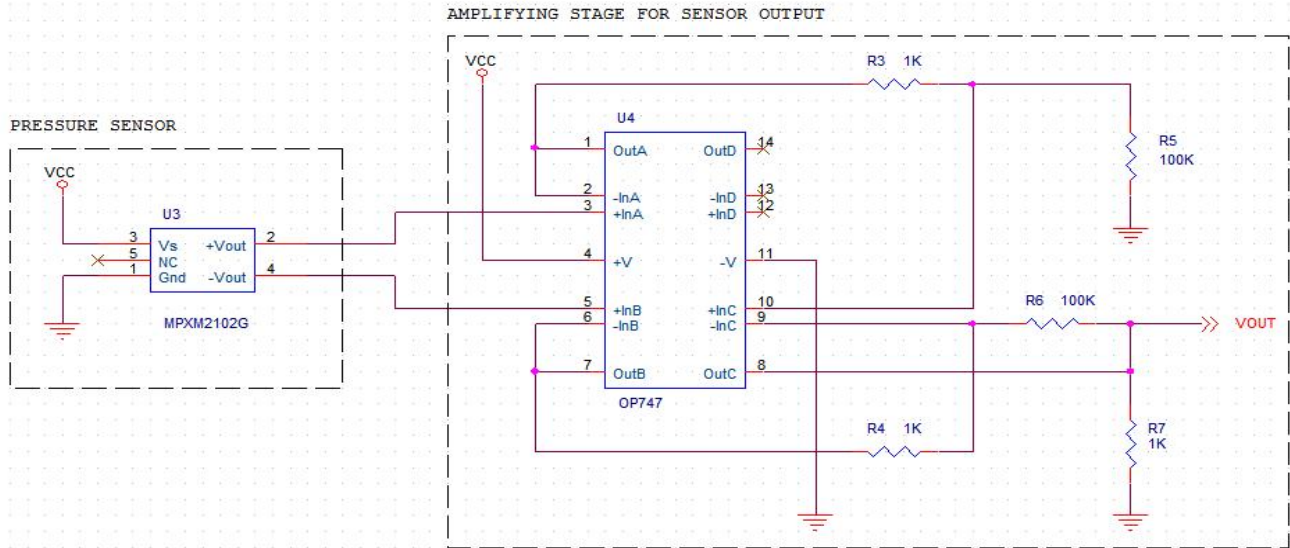 AMPLIFYING STAGE FOR SENSOR OUTPUT
VCC
R3 1K
U4
PRESSURE SENSOR
1 OutA OutD 14
R5
100K
VCC
2 -InA -InD 13
3 +InA +InD 12
U3
3 Vs +Vout 2
5 NC
1 Gnd -Vout 4
4 +V -V 11
MPXM2102G
5 +InB +InC 10
6 -InB -InC 9
R6 100K
VOUT
7 OutB OutC 8
OP747
R4 1K
R7
1K